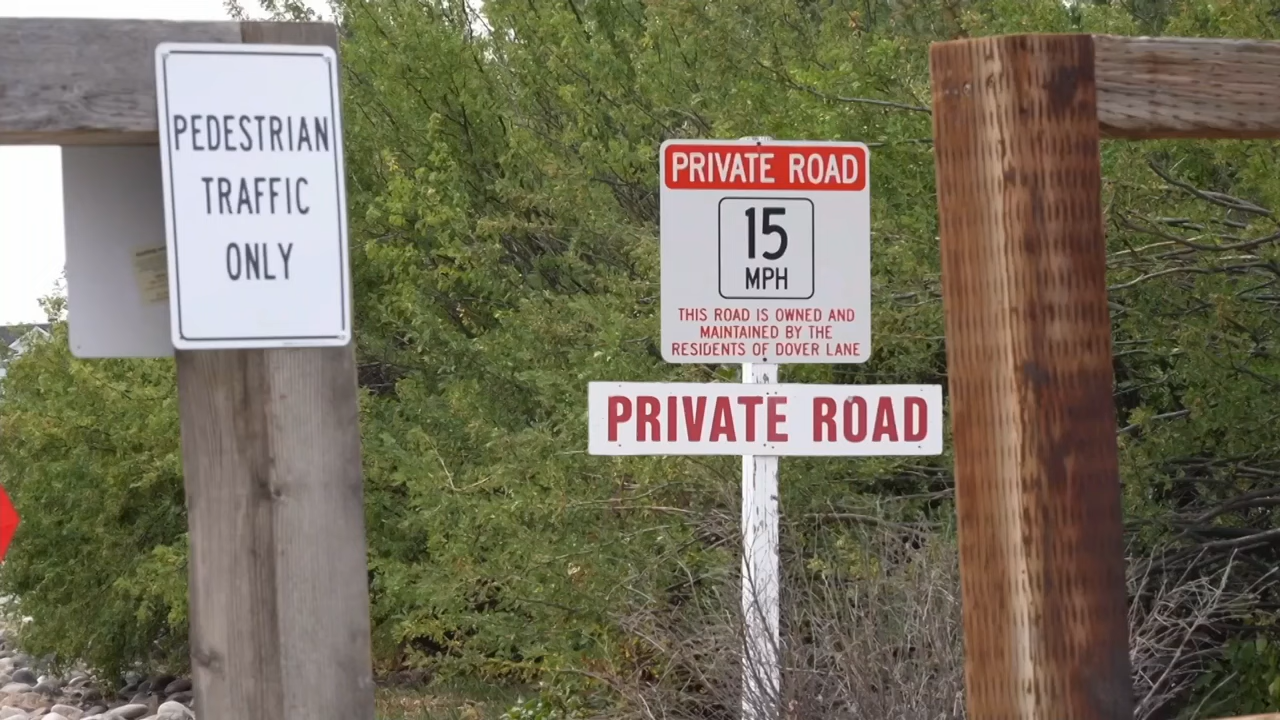 PEDESTRIAN
TRAFFIC
ONLY
PRIVATE ROAD
15
MPH
THIS ROAD IS OWNED AND
MAINTAINED BY THE
RESIDENTS OF DOVER LANE
PRIVATE ROAD